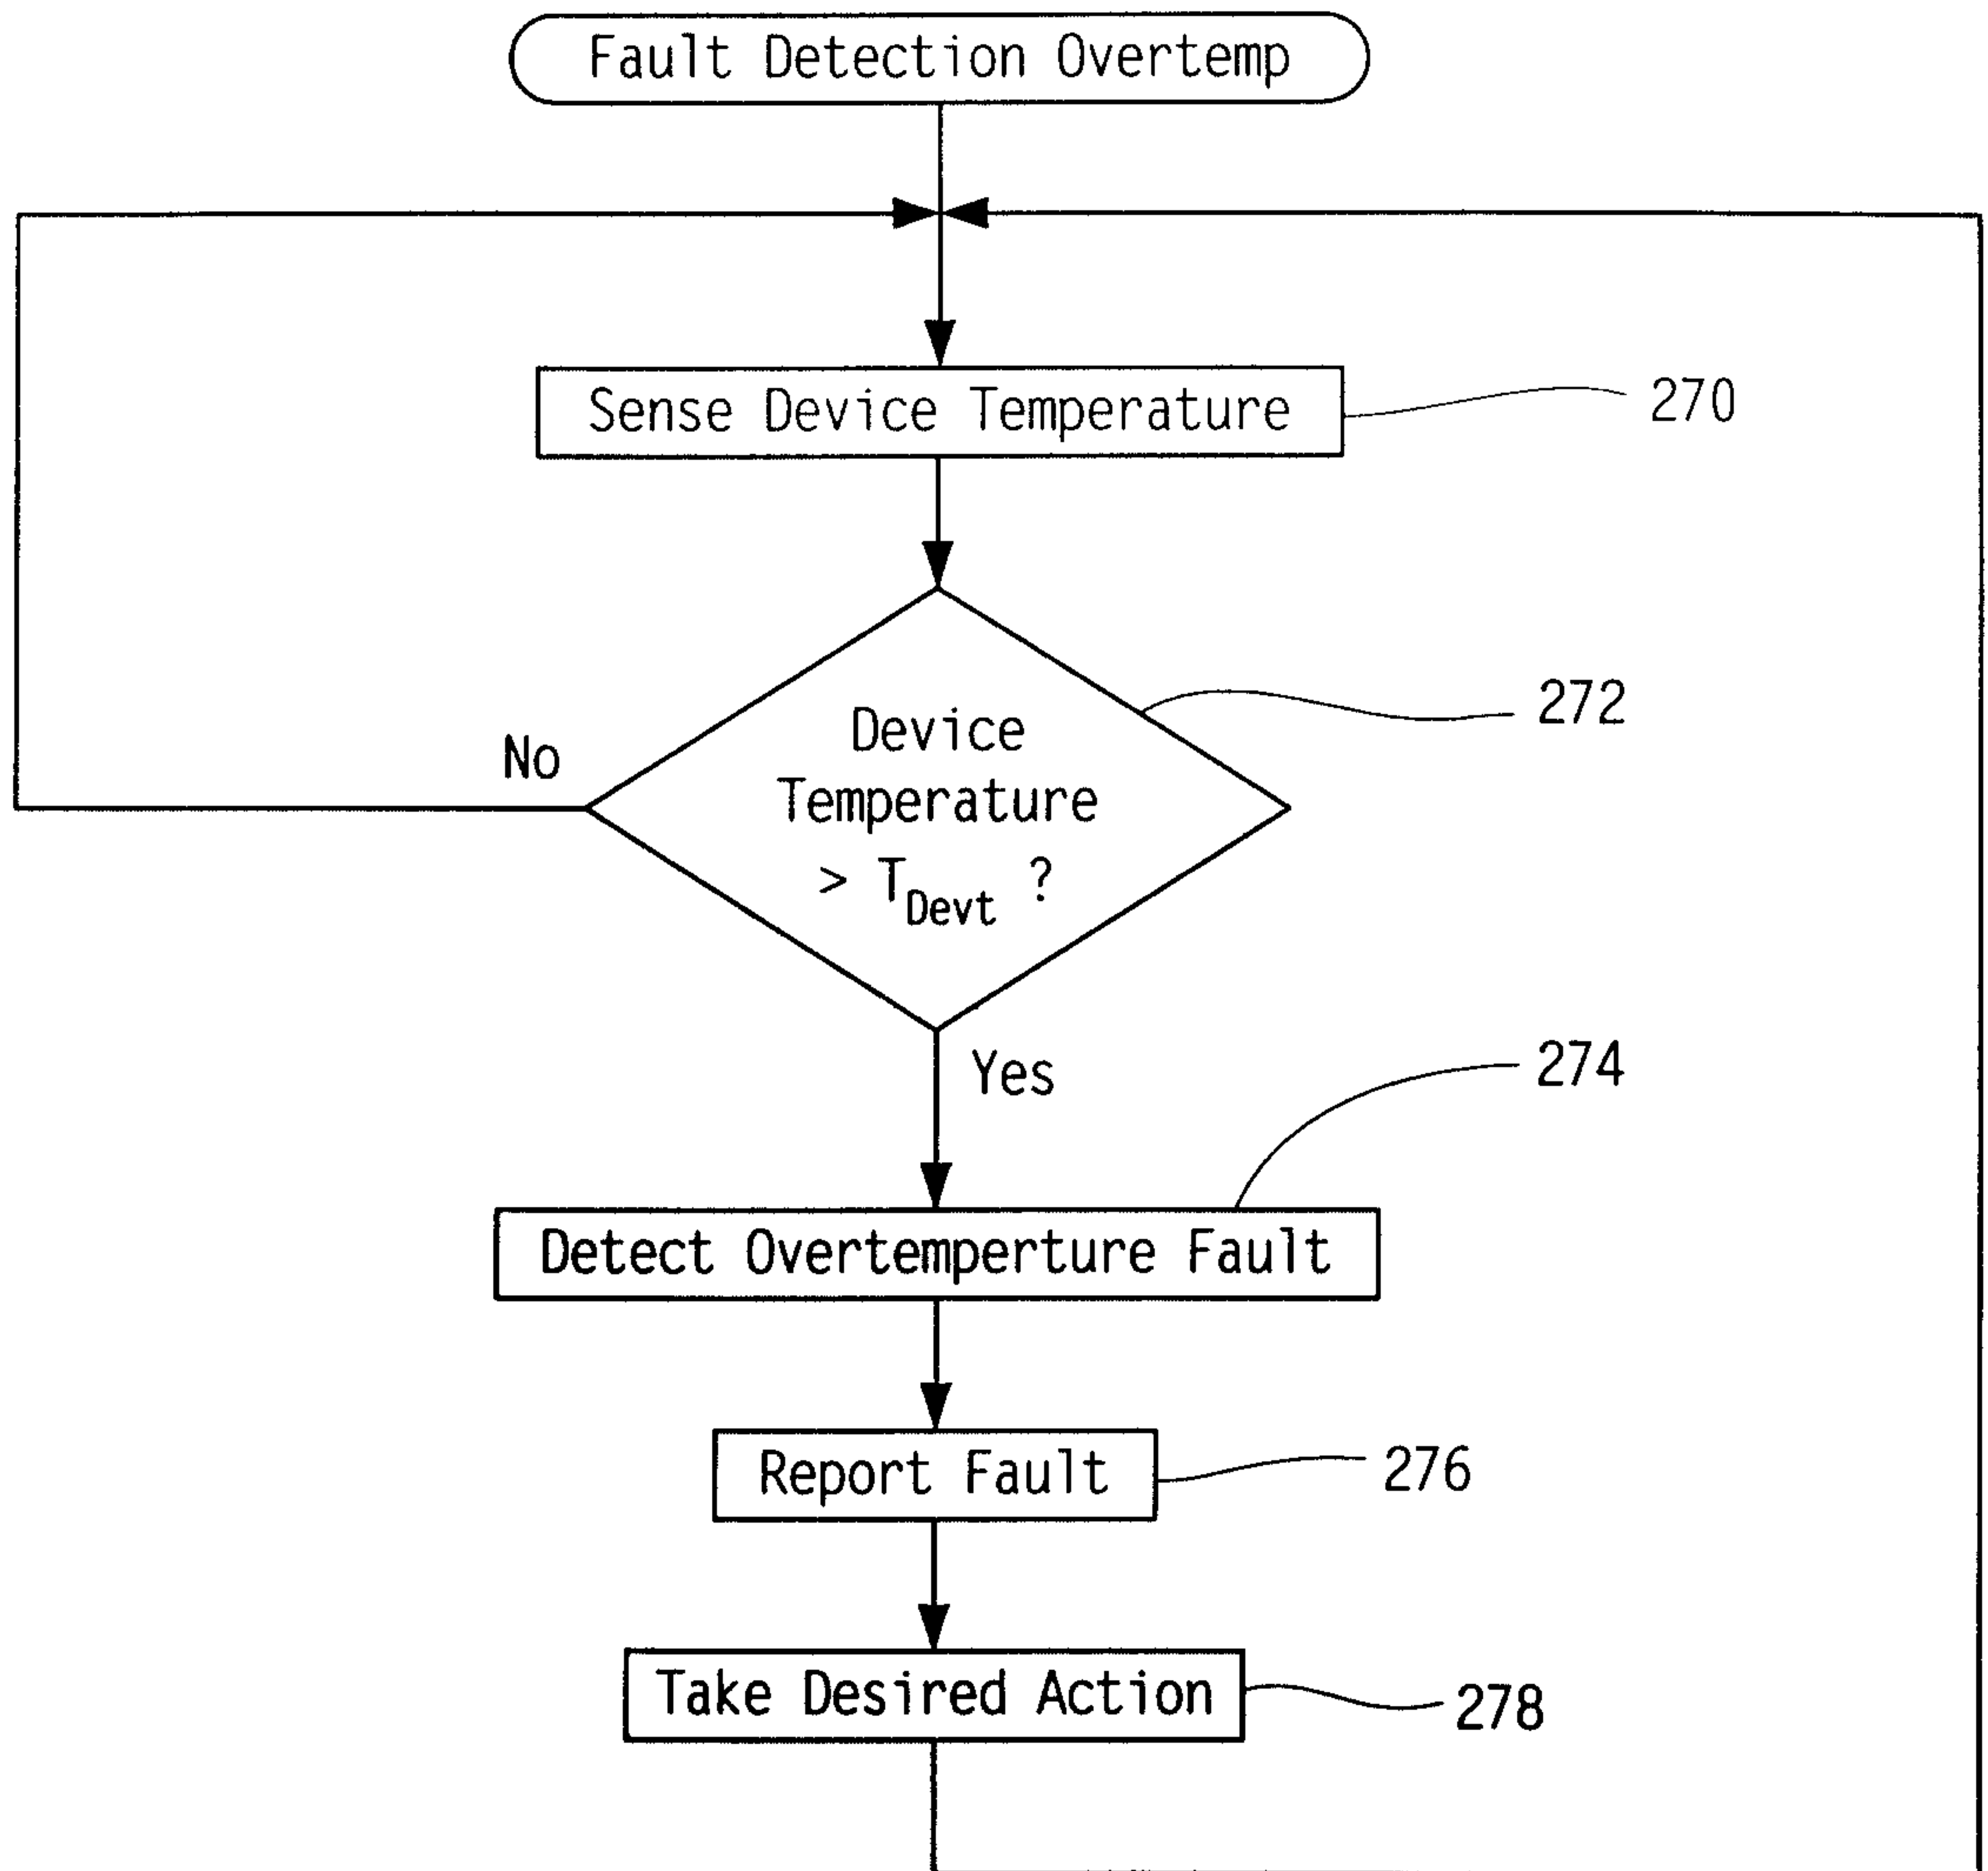 Fault Detection Overtemp
Sense Device Temperature
270
272
Device
Temperature
> T_Devt ?
No
Yes
274
Detect Overtemperture Fault
Report Fault
276
Take Desired Action
278